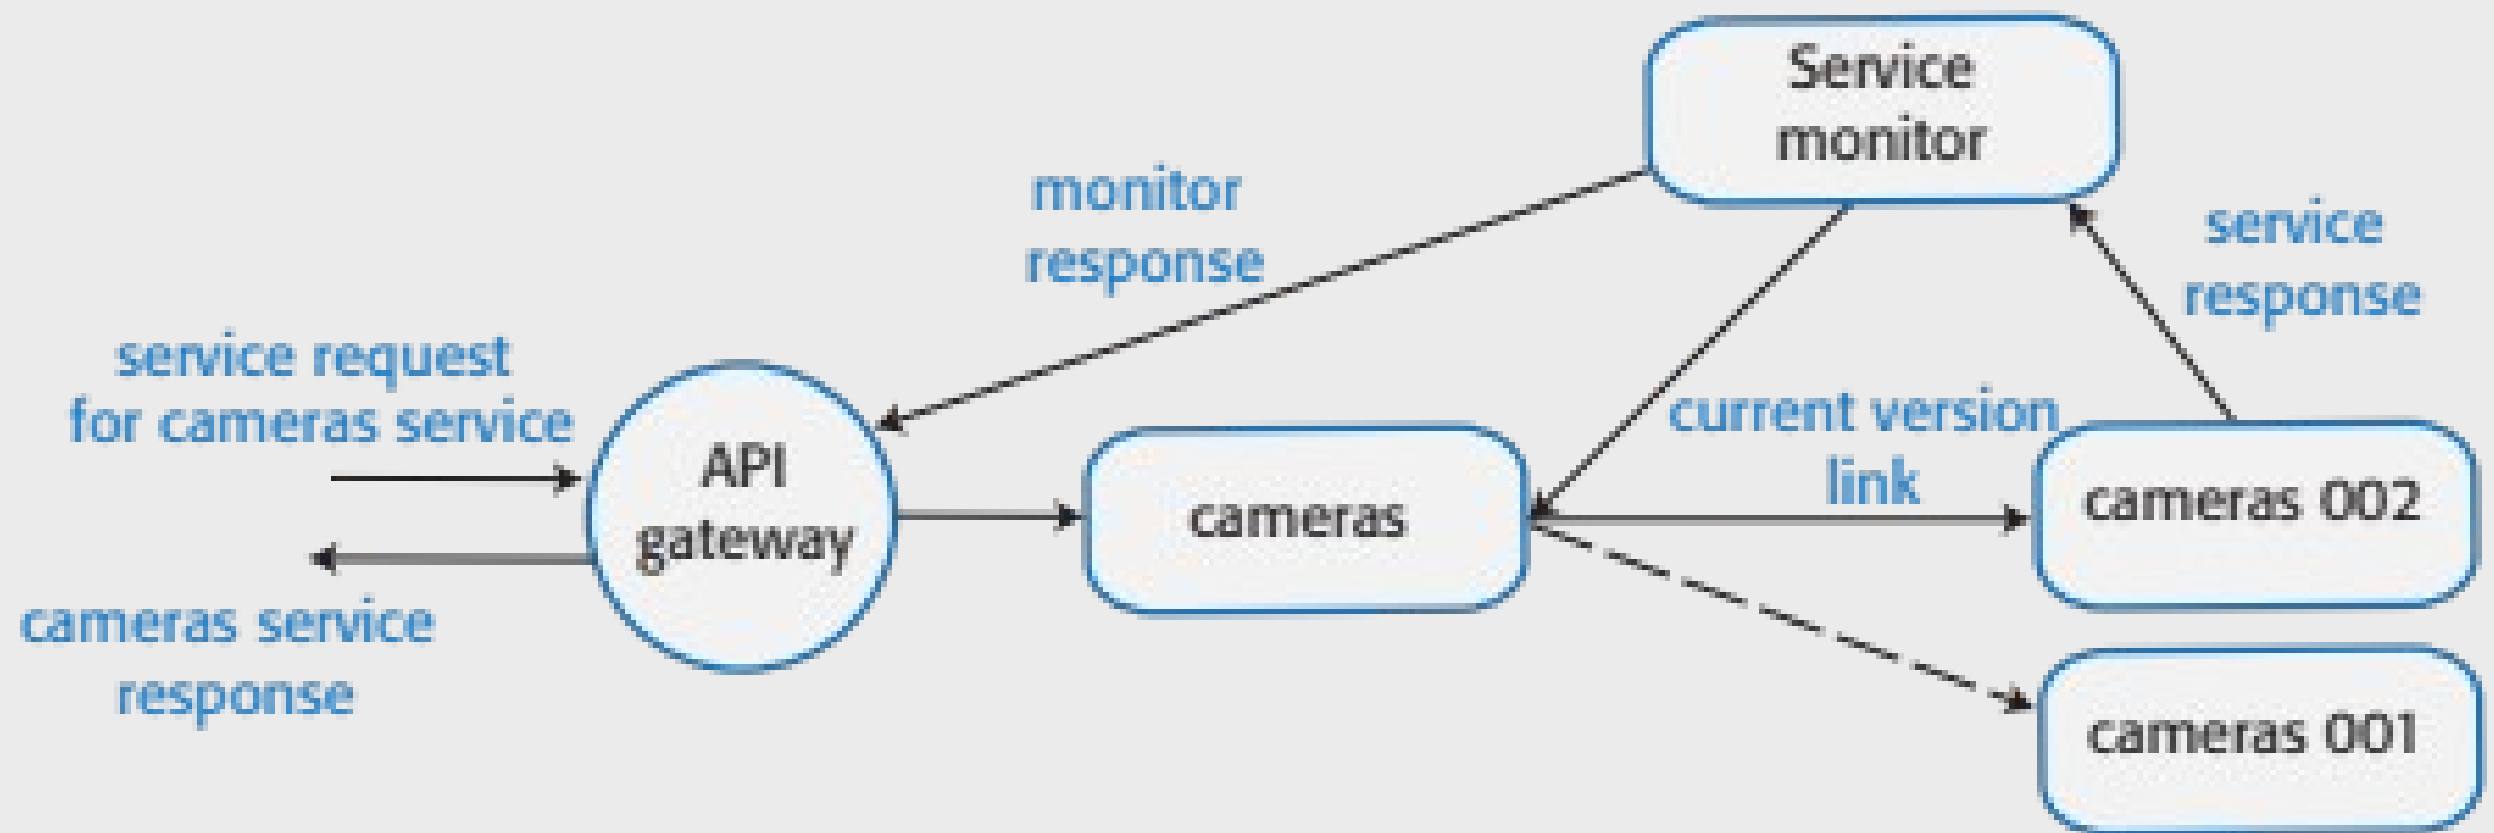 Service
monitor
monitor
response
service
response
service request
for cameras service
current version
link
API
gateway
cameras
cameras 002
cameras service
response
cameras 001